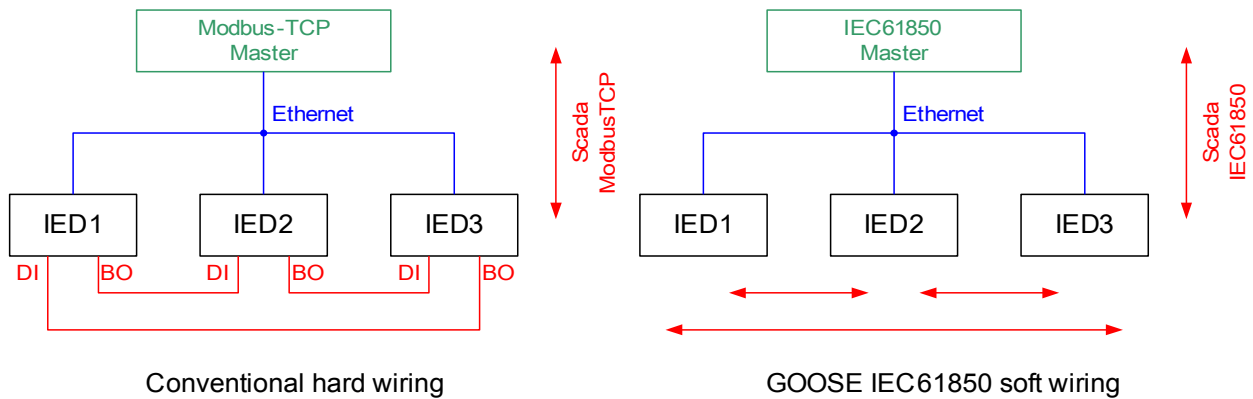 Modbus-TCP
Master
Ethernet
Scada
ModbusTCP
IED1
IED2
IED3
DI
BO
DI
BO
DI
BO
Conventional hard wiring
IEC61850
Master
Ethernet
Scada
IEC61850
IED1
IED2
IED3
GOOSE IEC61850 soft wiring